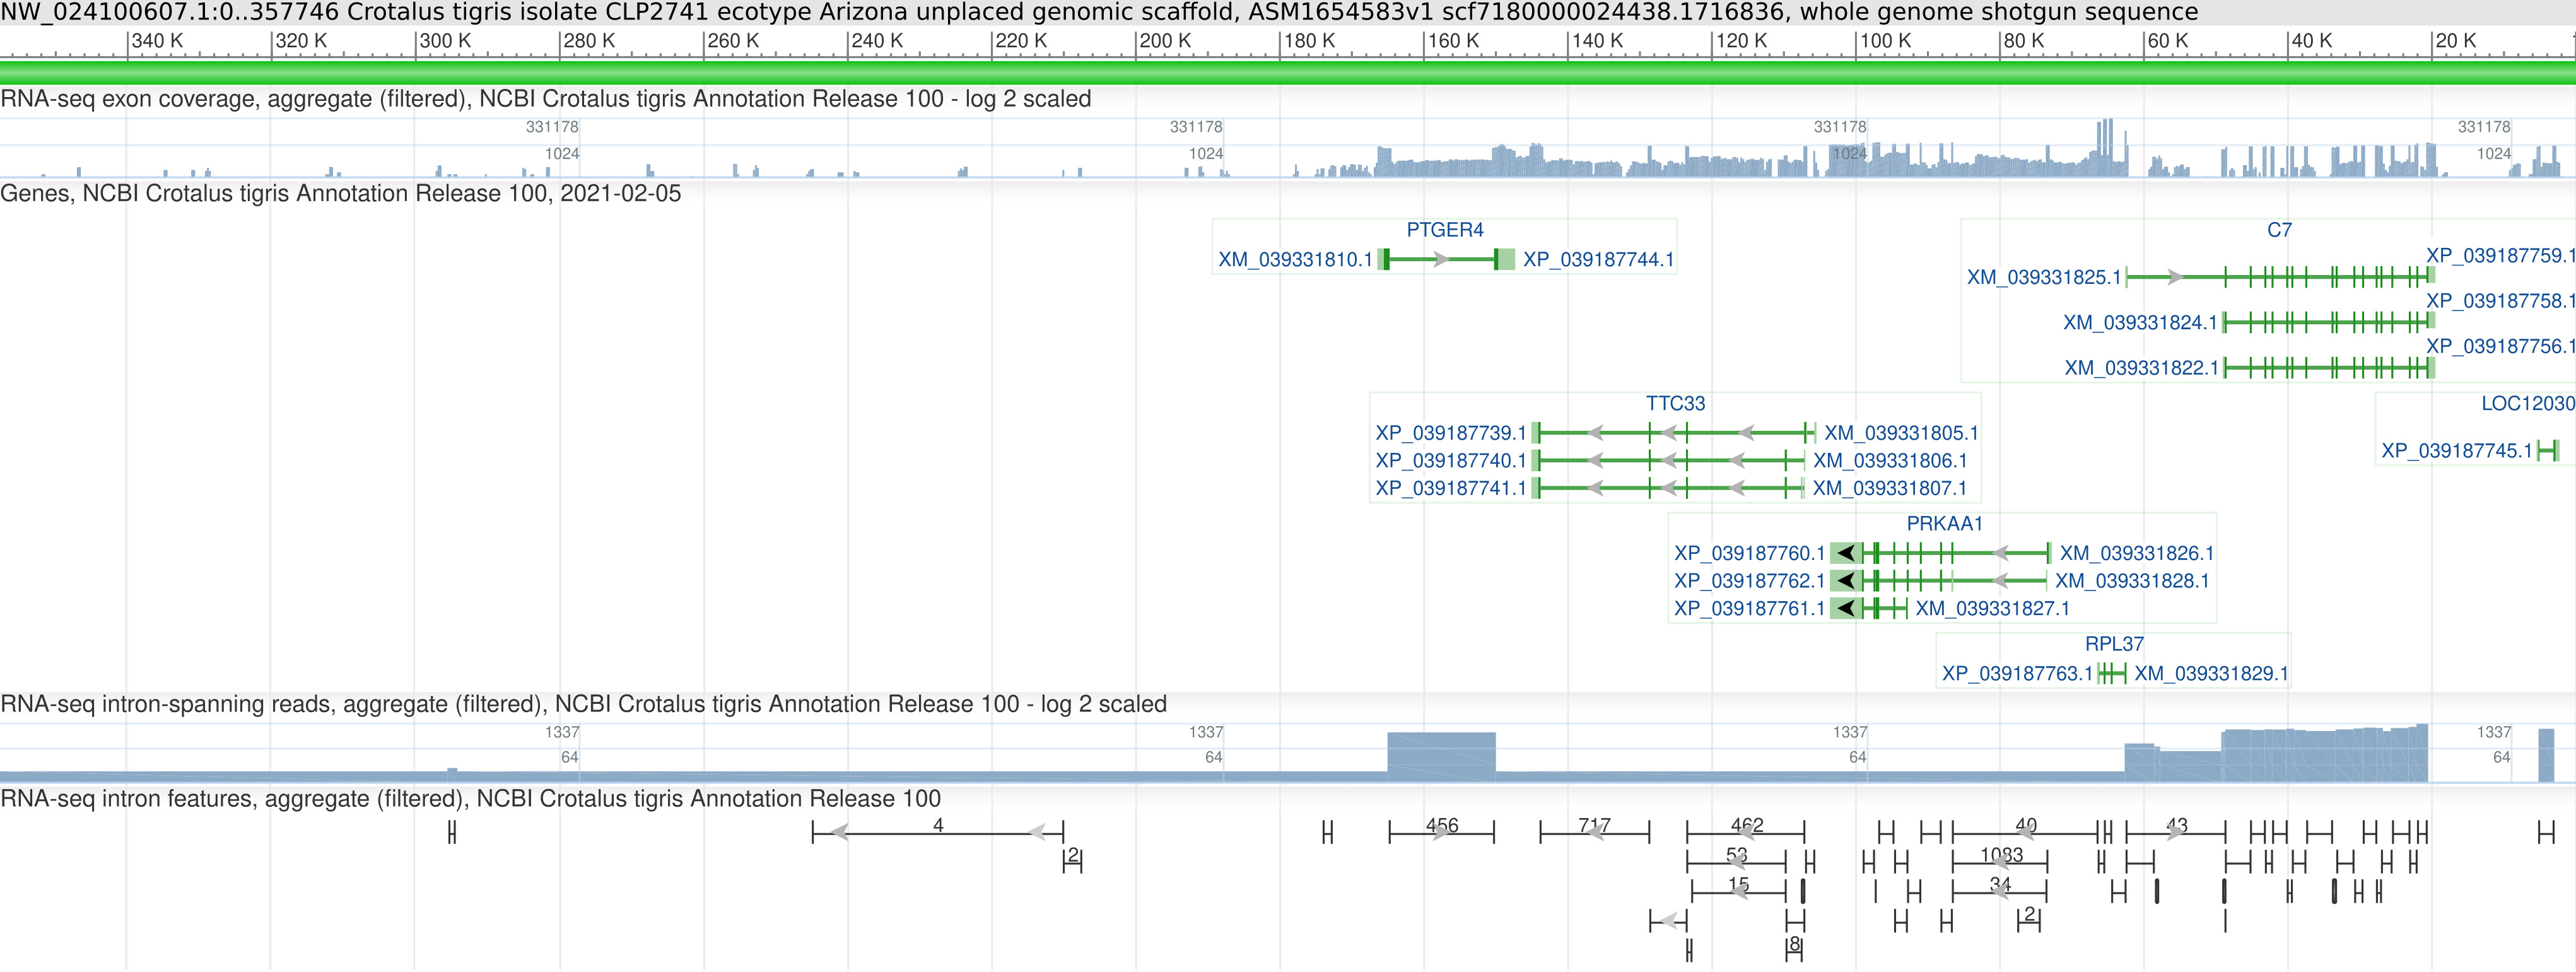 NW_024100607.1:0..357746 Crotalus tigris isolate CLP2741 ecotype Arizona unplaced genomic scaffold, ASM1654583v1 scf7180000024438.1716836, whole genome shotgun sequence
340 K 320 K 300 K 280 K 260 K 240 K 220 K 200 K 180 K 160 K 140 K 120 K 100 K 80 K 60 K 40 K 20 K
RNA-seq exon coverage, aggregate (filtered), NCBI Crotalus tigris Annotation Release 100 - log 2 scaled
331178 331178 331178 331178
1024 1024 1024 1024
Genes, NCBI Crotalus tigris Annotation Release 100, 2021-02-05
PTGER4 C7
XM_039331810.1 XP_039187744.1 XP_039187759.1
XM_039331825.1
XP_039187758.1
XM_039331824.1
XP_039187756.1
XM_039331822.1
TTC33 LOC12030
XP_039187739.1 XM_039331805.1
XP_039187745.1
XP_039187740.1 XM_039331806.1
XP_039187741.1 XM_039331807.1
PRKAA1
XP_039187760.1 XM_039331826.1
XP_039187762.1 XM_039331828.1
XP_039187761.1 XM_039331827.1
RPL37
XP_039187763.1 XM_039331829.1
RNA-seq intron-spanning reads, aggregate (filtered), NCBI Crotalus tigris Annotation Release 100 - log 2 scaled
1337 1337 1337 1337
64 64 64 64
RNA-seq intron features, aggregate (filtered), NCBI Crotalus tigris Annotation Release 100
4 456 717 462 40 43
2 53 1083
15 34
2
8